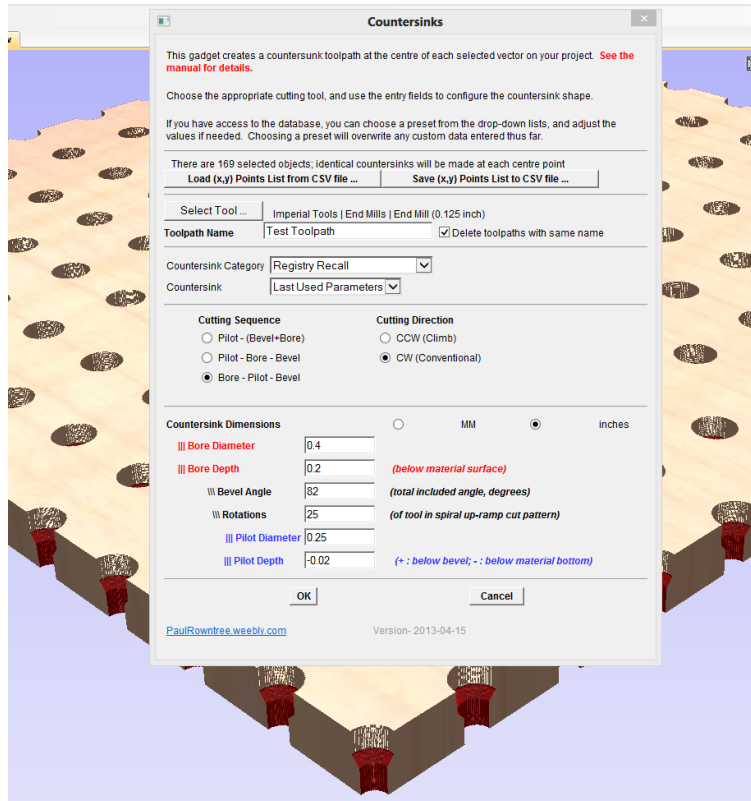 Countersinks
This gadget creates a countersunk toolpath at the centre of each selected vector on your project. See the
manual for details.
Choose the appropriate cutting tool, and use the entry fields to configure the countersink shape.
If you have access to the database, you can choose a preset from the drop-down lists, and adjust the
values if needed. Choosing a preset will overwrite any custom data entered thus far.
There are 169 selected objects; identical countersinks will be made at each centre point
Load (x,y) Points List from CSV file ... Save (x,y) Points List to CSV file ...
Select Tool ... Imperial Tools | End Mills | End Mill (0.125 inch)
Toolpath Name Test Toolpath Delete toolpaths with same name
Countersink Category Registry Recall
Countersink Last Used Parameters
Cutting Sequence Cutting Direction
Pilot - (Bevel+Bore) CCW (Climb)
Pilot - Bore - Bevel CW (Conventional)
Bore - Pilot - Bevel
Countersink Dimensions MM inches
||| Bore Diameter 0.4
||| Bore Depth 0.2 (below material surface)
\\\ Bevel Angle 82 (total included angle, degrees)
\\\ Rotations 25 (of tool in spiral up-ramp cut pattern)
||| Pilot Diameter 0.25
||| Pilot Depth -0.02 (+ : below bevel; - : below material bottom)
OK Cancel
PaulRowntree.weebly.com Version- 2013-04-15